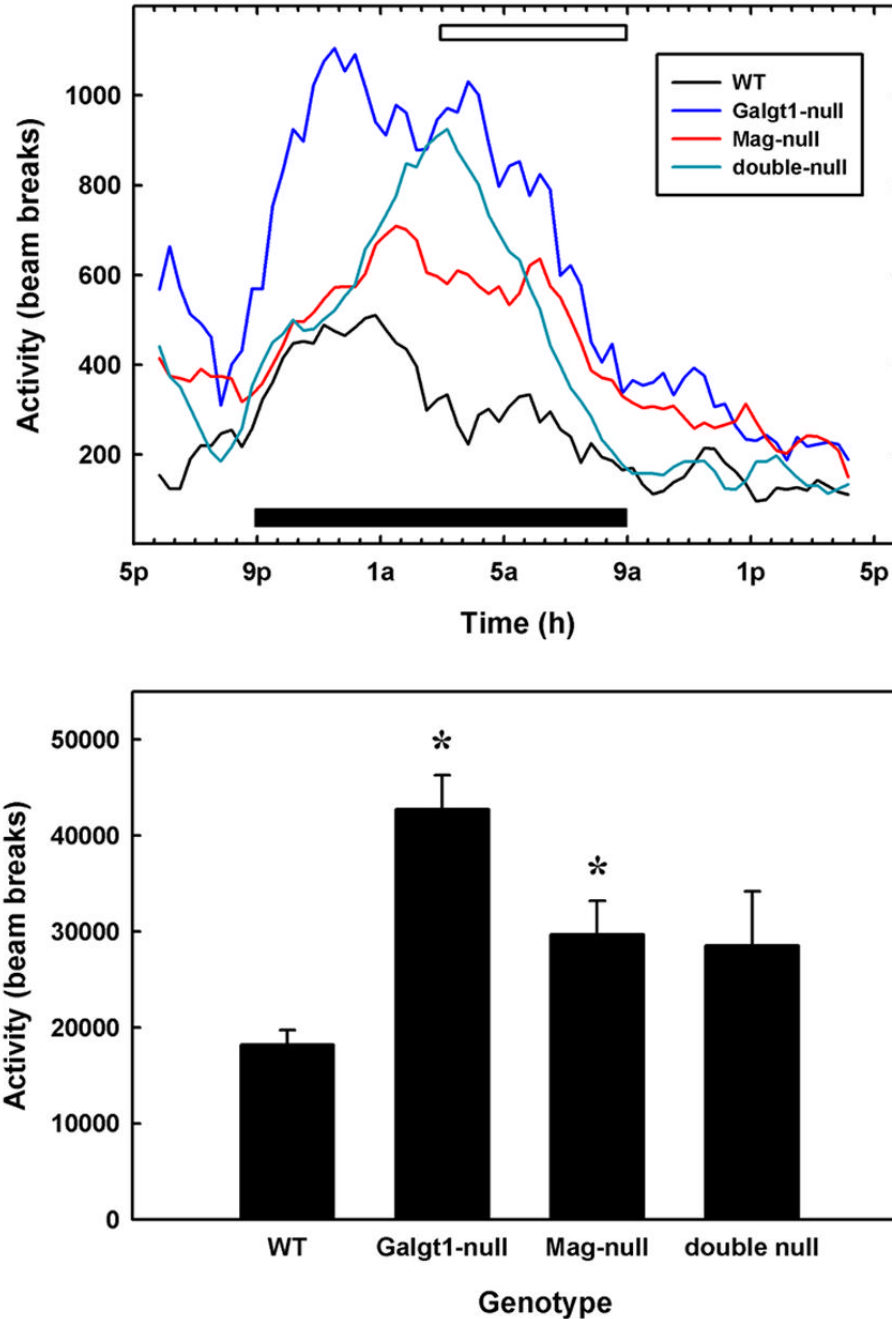 WT
Galgt1-null
Mag-null
double-null
1000
800
600
400
200
Activity (beam breaks)
5p 9p 1a 5a 9a 1p 5p
Time (h)
50000
40000
30000
20000
10000
0
Activity (beam breaks)
*
*
WT Galgt1-null Mag-null double null
Genotype